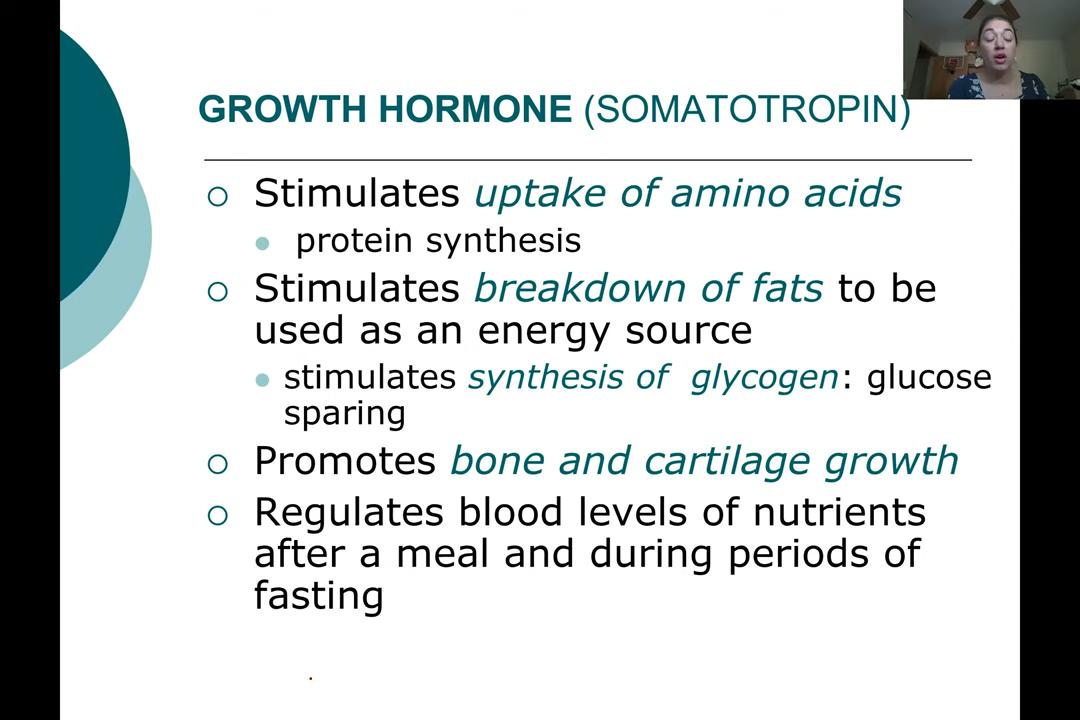 GROWTH HORMONE (SOMATOTROPIN)
Stimulates uptake of amino acids
protein synthesis
Stimulates breakdown of fats to be
used as an energy source
stimulates synthesis of glycogen: glucose
sparing
Promotes bone and cartilage growth
Regulates blood levels of nutrients
after a meal and during periods of
fasting